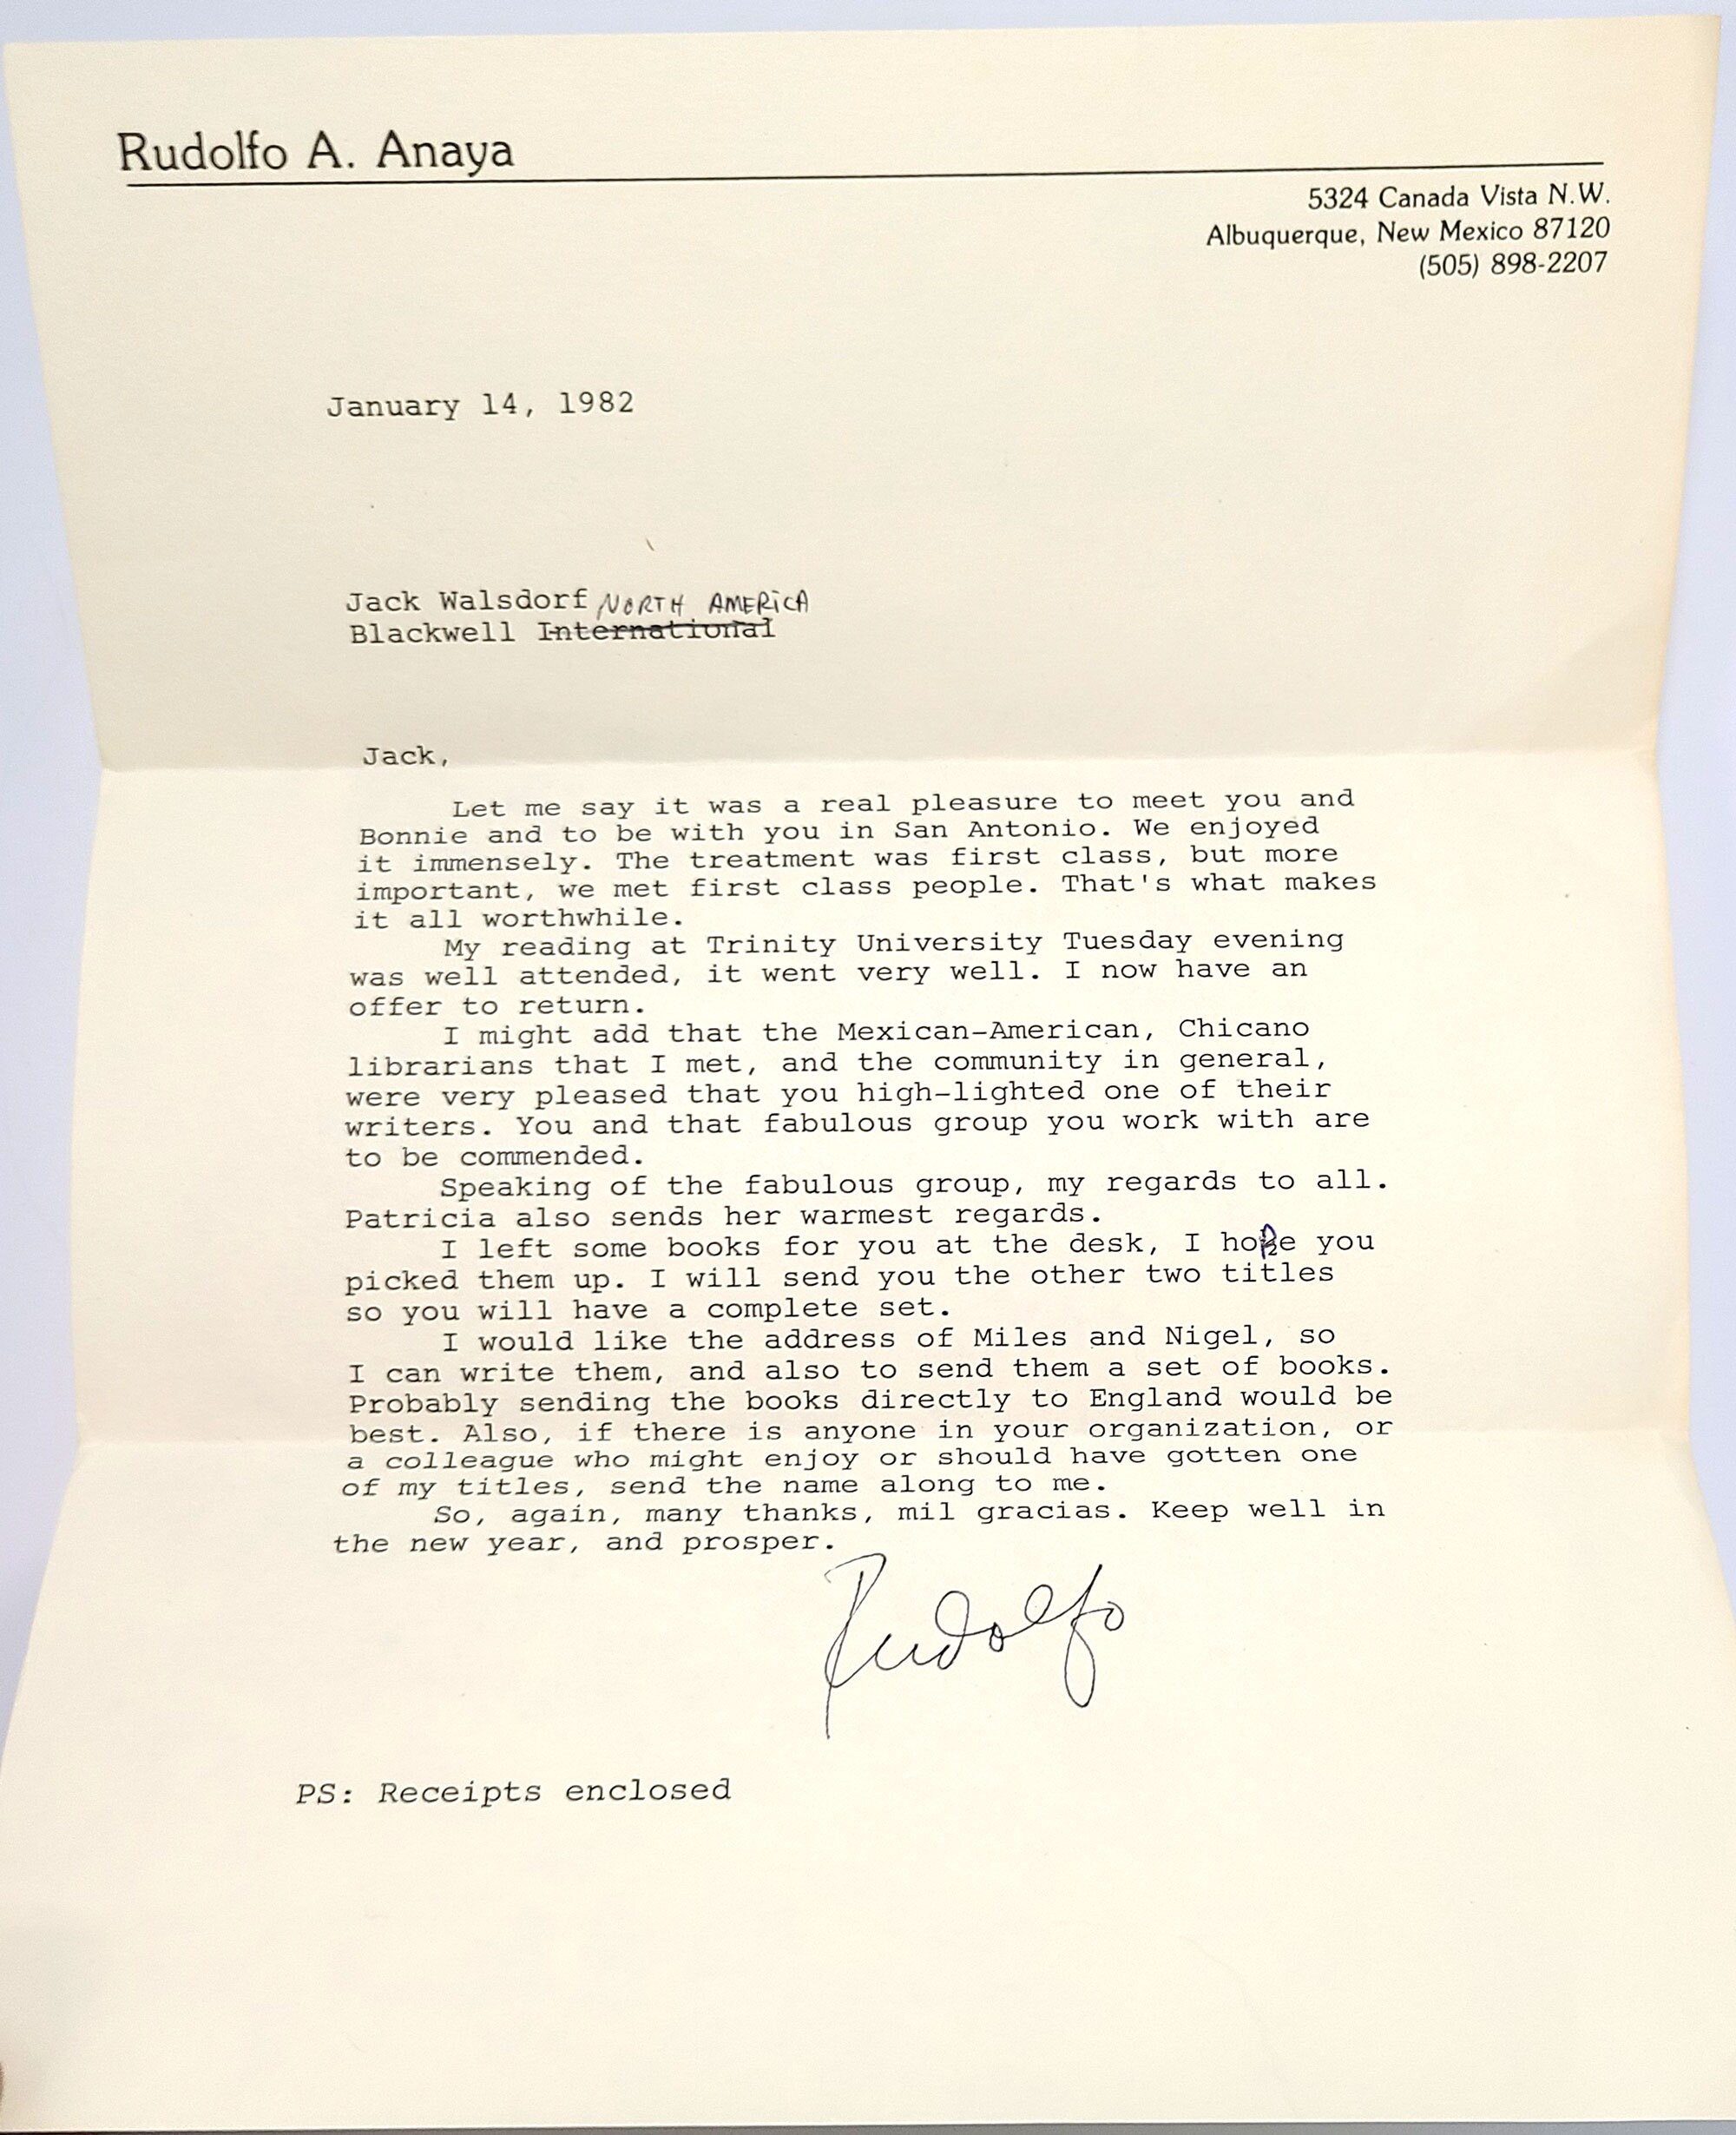 Rudolfo A. Anaya
5324 Canada Vista N.W.
Albuquerque, New Mexico 87120
(505) 898-2207
January 14, 1982
Jack Walsdorf NORTH AMERICA
Blackwell International
Jack,
Let me say it was a real pleasure to meet you and
Bonnie and to be with you in San Antonio. We enjoyed
it immensely. The treatment was first class, but more
important, we met first class people. That's what makes
it all worthwhile.
My reading at Trinity University Tuesday evening
was well attended, it went very well. I now have an
offer to return.
I might add that the Mexican-American, Chicano
librarians that I met, and the community in general,
were very pleased that you high-lighted one of their
writers. You and that fabulous group you work with are
to be commended.
Speaking of the fabulous group, my regards to all.
Patricia also sends her warmest regards.
I left some books for you at the desk, I hope you
picked them up. I will send you the other two titles
so you will have a complete set.
I would like the address of Miles and Nigel, so
I can write them, and also to send them a set of books.
Probably sending the books directly to England would be
best. Also, if there is anyone in your organization, or
a colleague who might enjoy or should have gotten one
of my titles, send the name along to me.
So, again, many thanks, mil gracias. Keep well in
the new year, and prosper.
Rudolfo
PS: Receipts enclosed